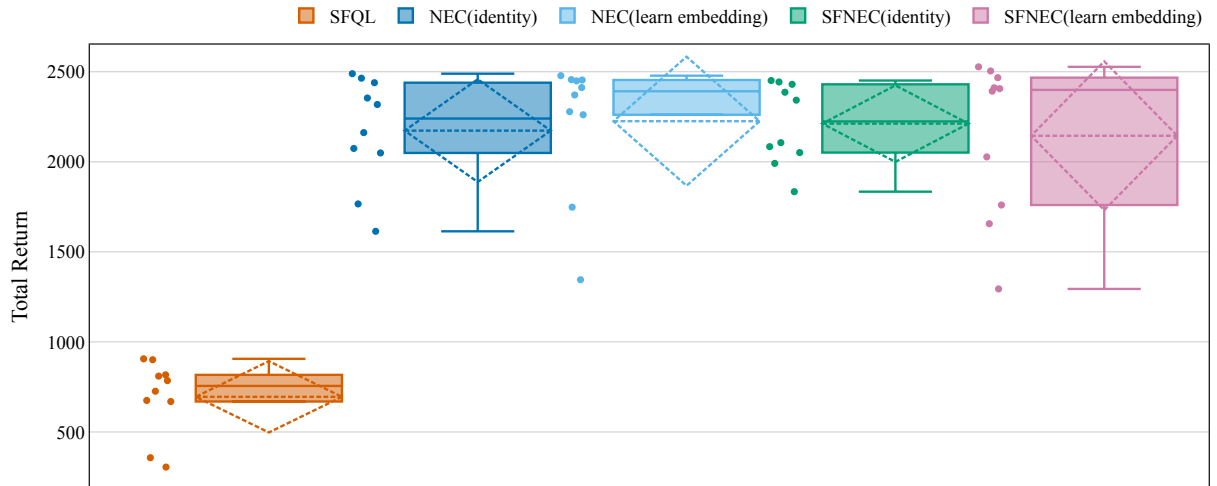 SFQL NEC(identity) NEC(learn embedding) SFNEC(identity) SFNEC(learn embedding)
2500
2000
1500
1000
500
Total Return